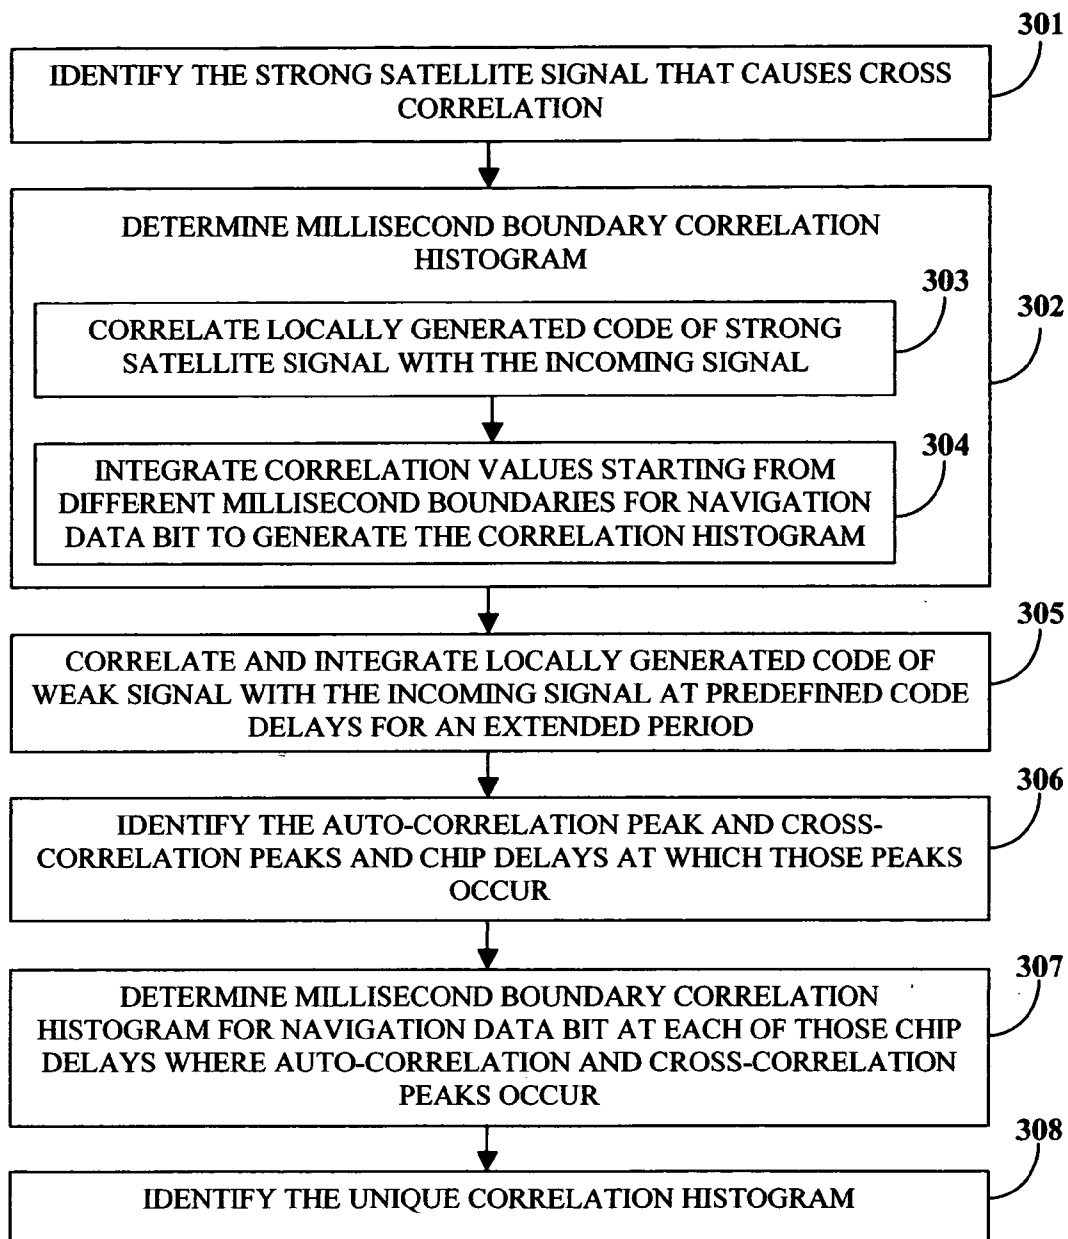 301
IDENTIFY THE STRONG SATELLITE SIGNAL THAT CAUSES CROSS
CORRELATION
DETERMINE MILLISECOND BOUNDARY CORRELATION
HISTOGRAM
303
302
CORRELATE LOCALLY GENERATED CODE OF STRONG
SATELLITE SIGNAL WITH THE INCOMING SIGNAL
304
INTEGRATE CORRELATION VALUES STARTING FROM
DIFFERENT MILLISECOND BOUNDARIES FOR NAVIGATION
DATA BIT TO GENERATE THE CORRELATION HISTOGRAM
305
CORRELATE AND INTEGRATE LOCALLY GENERATED CODE OF
WEAK SIGNAL WITH THE INCOMING SIGNAL AT PREDEFINED CODE
DELAYS FOR AN EXTENDED PERIOD
306
IDENTIFY THE AUTO-CORRELATION PEAK AND CROSS-
CORRELATION PEAKS AND CHIP DELAYS AT WHICH THOSE PEAKS
OCCUR
307
DETERMINE MILLISECOND BOUNDARY CORRELATION
HISTOGRAM FOR NAVIGATION DATA BIT AT EACH OF THOSE CHIP
DELAYS WHERE AUTO-CORRELATION AND CROSS-CORRELATION
PEAKS OCCUR
308
IDENTIFY THE UNIQUE CORRELATION HISTOGRAM